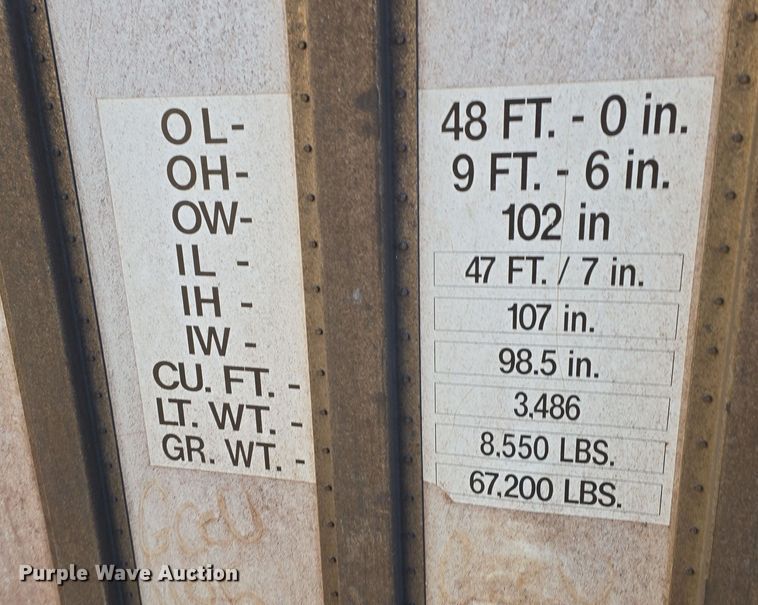 OL- 48 FT. - 0 in.
OH- 9 FT. - 6 in.
OW- 102 in
IL - 47 FT. / 7 in.
IH - 107 in.
IW - 98.5 in.
CU. FT. - 3,486
LT. WT. - 8,550 LBS.
GR. WT. - 67,200 LBS.
Purple Wave Auction